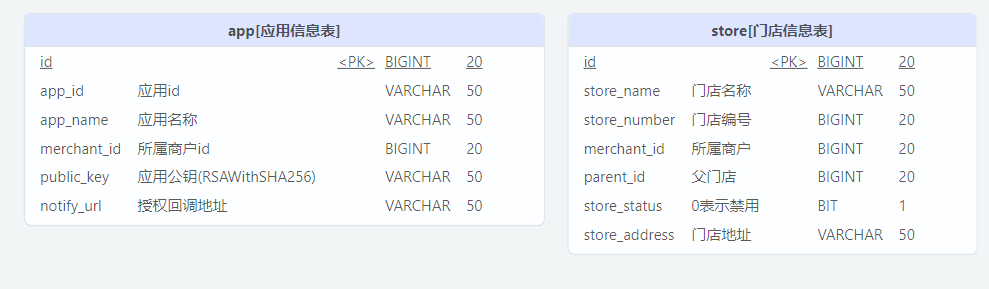 app[应用信息表]
id <PK> BIGINT 20
app_id 应用id VARCHAR 50
app_name 应用名称 VARCHAR 50
merchant_id 所属商户id BIGINT 20
public_key 应用公钥(RSAWithSHA256) VARCHAR 50
notify_url 授权回调地址 VARCHAR 50
store[门店信息表]
id <PK> BIGINT 20
store_name 门店名称 VARCHAR 50
store_number 门店编号 BIGINT 20
merchant_id 所属商户 BIGINT 20
parent_id 父门店 BIGINT 20
store_status 0表示禁用 BIT 1
store_address 门店地址 VARCHAR 50